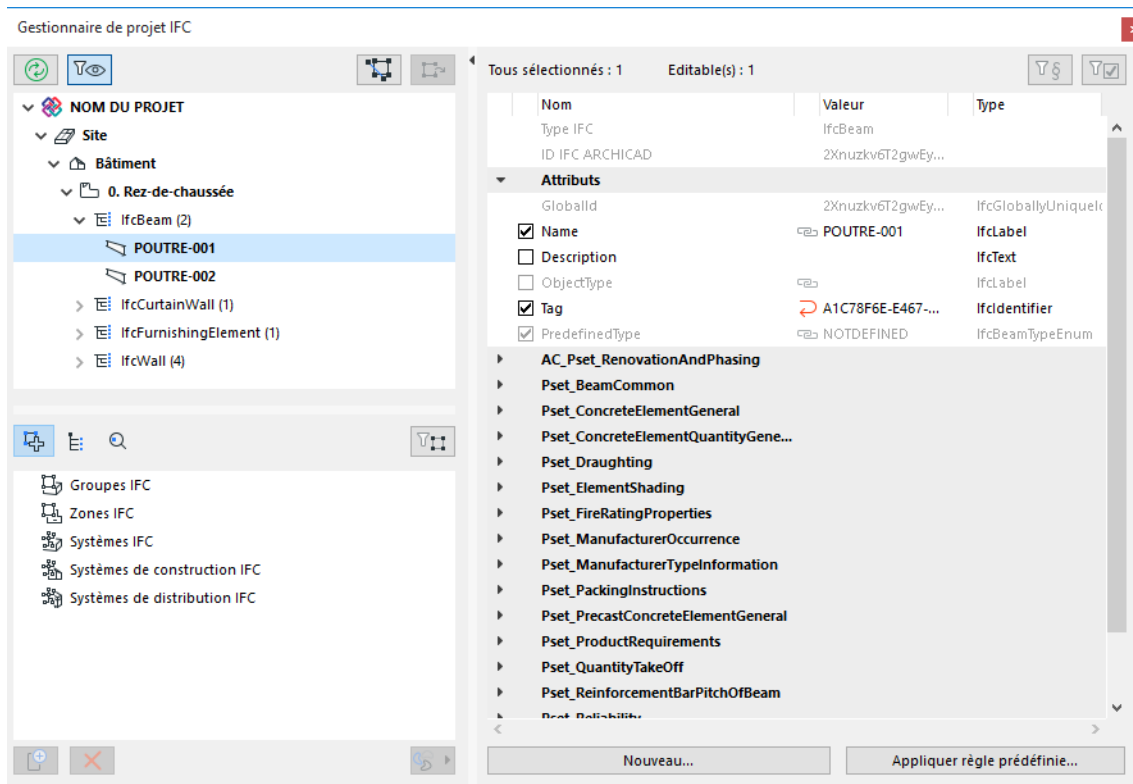 Gestionnaire de projet IFC
Tous sélectionnés : 1 Editable(s) : 1
NOM DU PROJET
Site
Bâtiment
0. Rez-de-chaussée
IfcBeam (2)
POUTRE-001
POUTRE-002
IfcCurtainWall (1)
IfcFurnishingElement (1)
IfcWall (4)
Groupes IFC
Zones IFC
Systèmes IFC
Systèmes de construction IFC
Systèmes de distribution IFC
Nom Valeur Type
Type IFC IfcBeam
ID IFC ARCHICAD 2Xnuzkv6T2gwEy...
Attributs
GlobalId 2Xnuzkv6T2gwEy... IfcGloballyUniqueIc
Name POUTRE-001 IfcLabel
Description IfcText
ObjectType IfcLabel
Tag A1C78F6E-E467-... IfcIdentifier
PredefinedType NOTDEFINED IfcBeamTypeEnum
AC_Pset_RenovationAndPhasing
Pset_BeamCommon
Pset_ConcreteElementGeneral
Pset_ConcreteElementQuantityGene...
Pset_Draughting
Pset_ElementShading
Pset_FireRatingProperties
Pset_ManufacturerOccurrence
Pset_ManufacturerTypeInformation
Pset_PackingInstructions
Pset_PrecastConcreteElementGeneral
Pset_ProductRequirements
Pset_QuantityTakeOff
Pset_ReinforcementBarPitchOfBeam
Pset_Reliability
Nouveau... Appliquer règle prédéfinie...